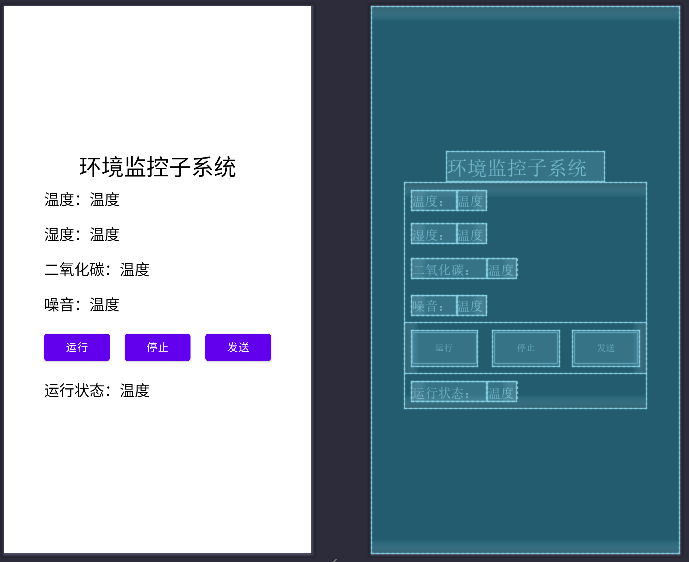 环境监控子系统
温度：温度
湿度：温度
二氧化碳：温度
噪音：温度
运行 停止 发送
运行状态：温度
环境监控子系统
温度：温度
湿度：温度
二氧化碳：温度
噪音：温度
运行 停止 发送
运行状态：温度